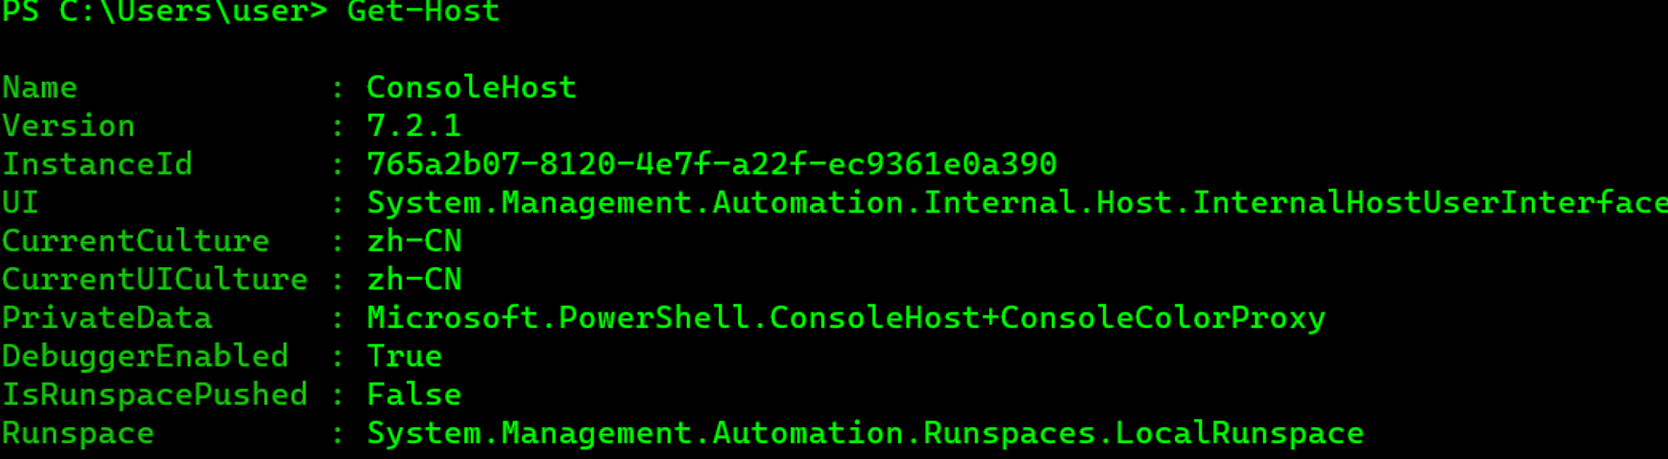 PS C:\Users\user> Get-Host
Name : ConsoleHost
Version : 7.2.1
InstanceId : 765a2b07-8120-4e7f-a22f-ec9361e0a390
UI : System.Management.Automation.Internal.Host.InternalHostUserInterface
CurrentCulture : zh-CN
CurrentUICulture : zh-CN
PrivateData : Microsoft.PowerShell.ConsoleHost+ConsoleColorProxy
DebuggerEnabled : True
IsRunspacePushed : False
Runspace : System.Management.Automation.Runspaces.LocalRunspace